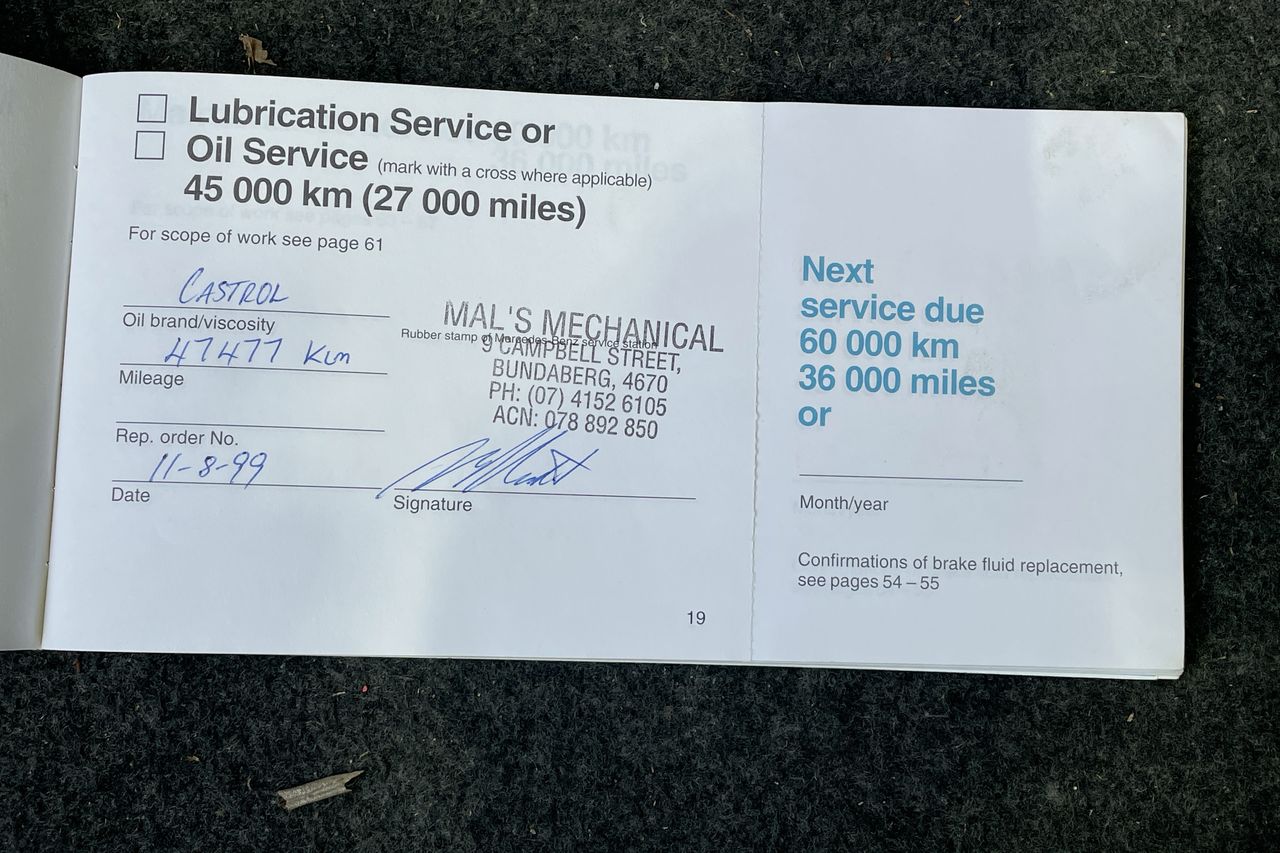 Lubrication Service or
Oil Service (mark with a cross where applicable)
45 000 km (27 000 miles)
For scope of work see page 61
CASTROL
Oil brand/viscosity
47477 Km
Mileage
Rep. order No.
11-8-99
Date
MAL'S MECHANICAL
Rubber stamp of Mercedes-Benz service station
9 CAMPBELL STREET,
BUNDABERG, 4670
PH: (07) 4152 6105
ACN: 078 892 850
Signature
19
Next
service due
60 000 km
36 000 miles
or
Month/year
Confirmations of brake fluid replacement,
see pages 54 – 55